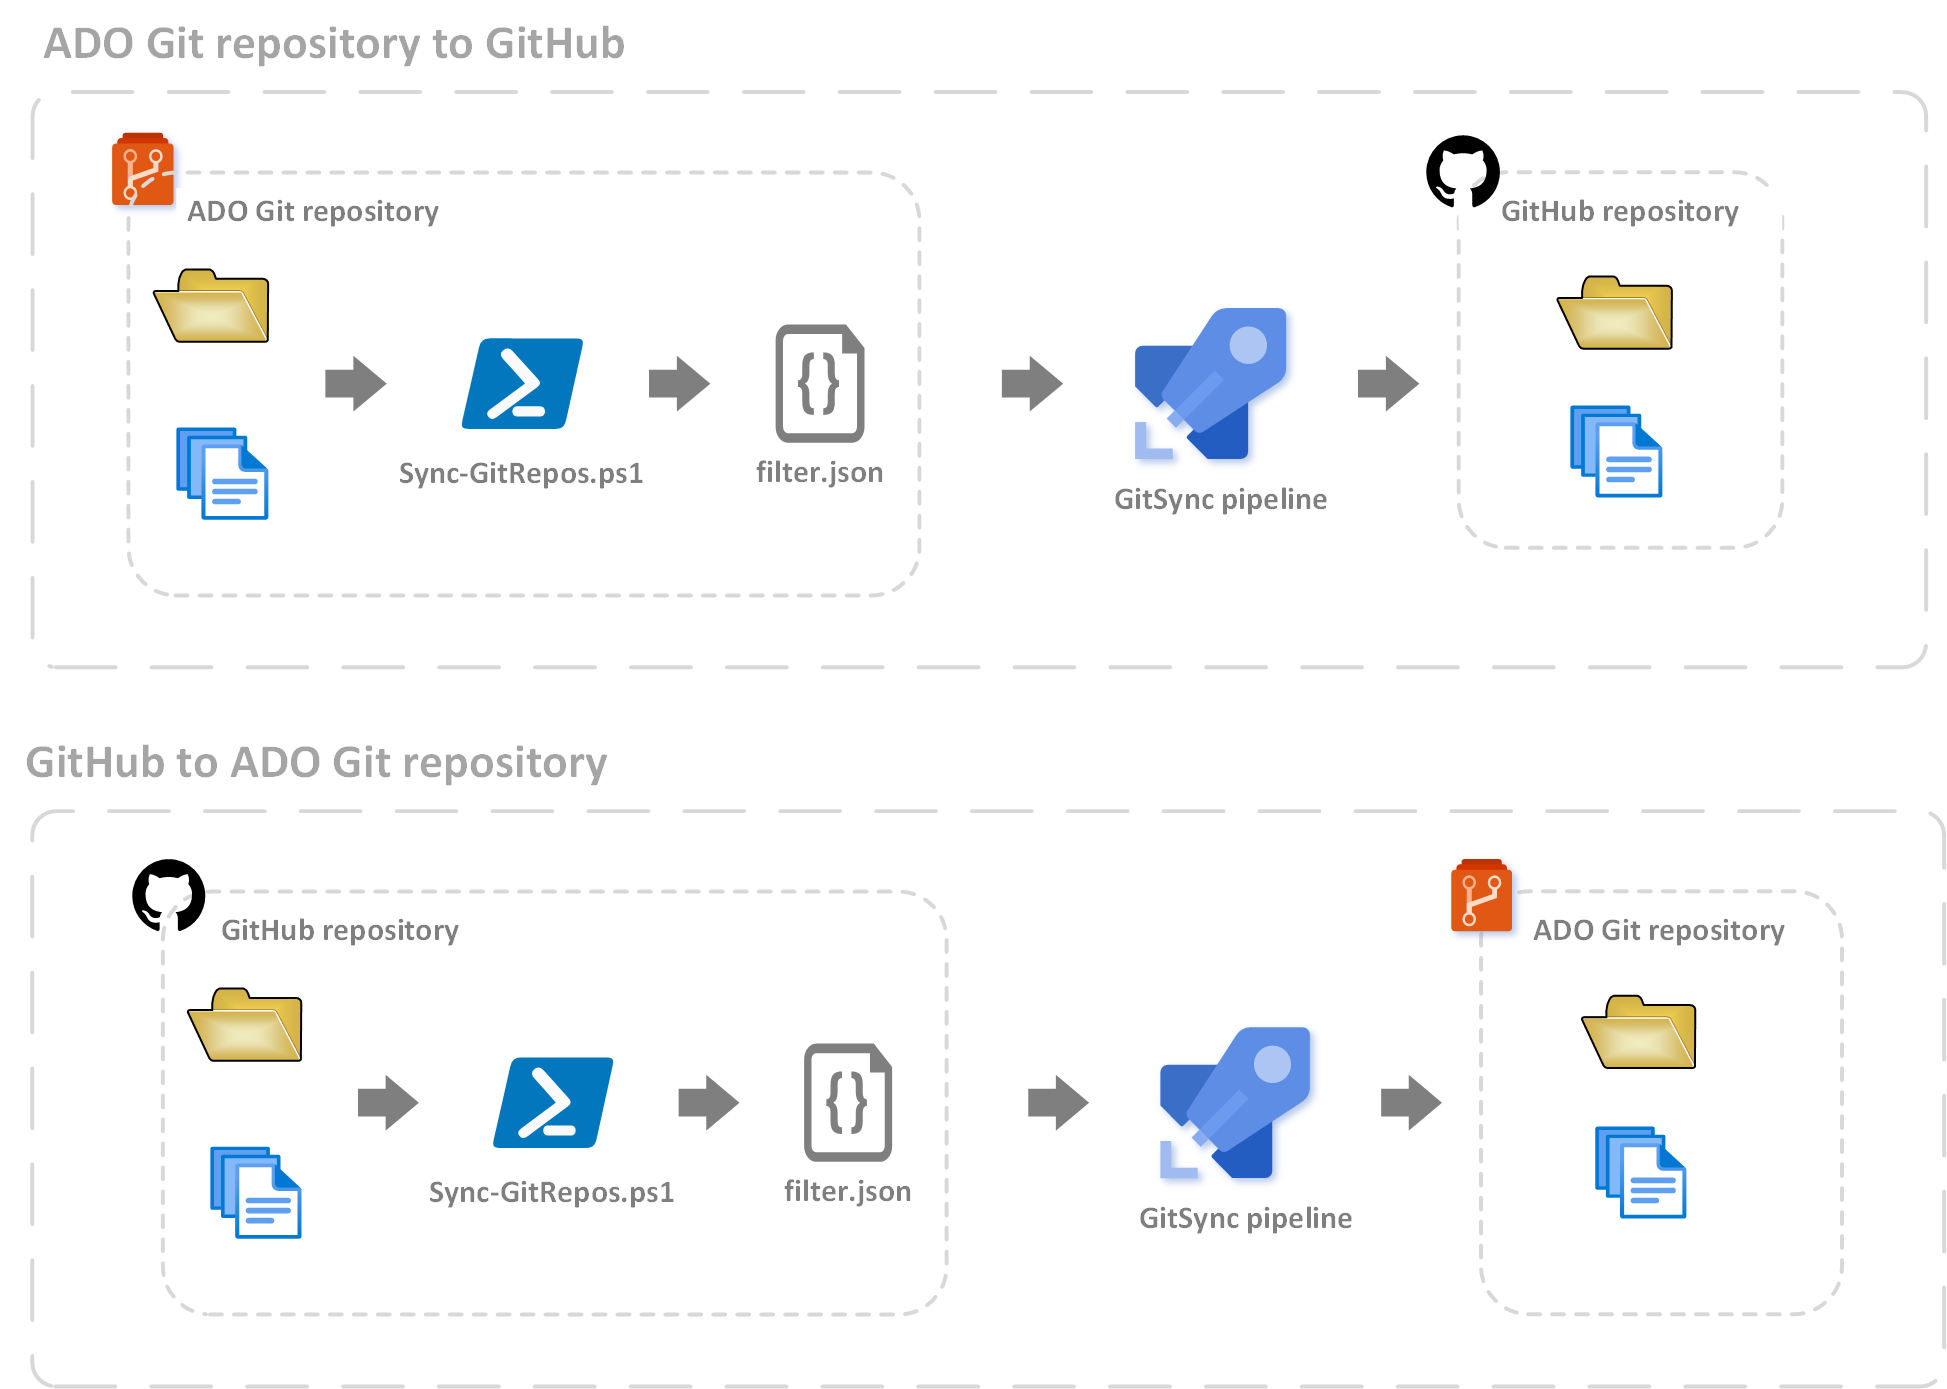 ADO Git repository to GitHub
ADO Git repository
GitHub repository
Sync-GitRepos.ps1
filter.json
GitSync pipeline
GitHub to ADO Git repository
GitHub repository
ADO Git repository
Sync-GitRepos.ps1
filter.json
GitSync pipeline